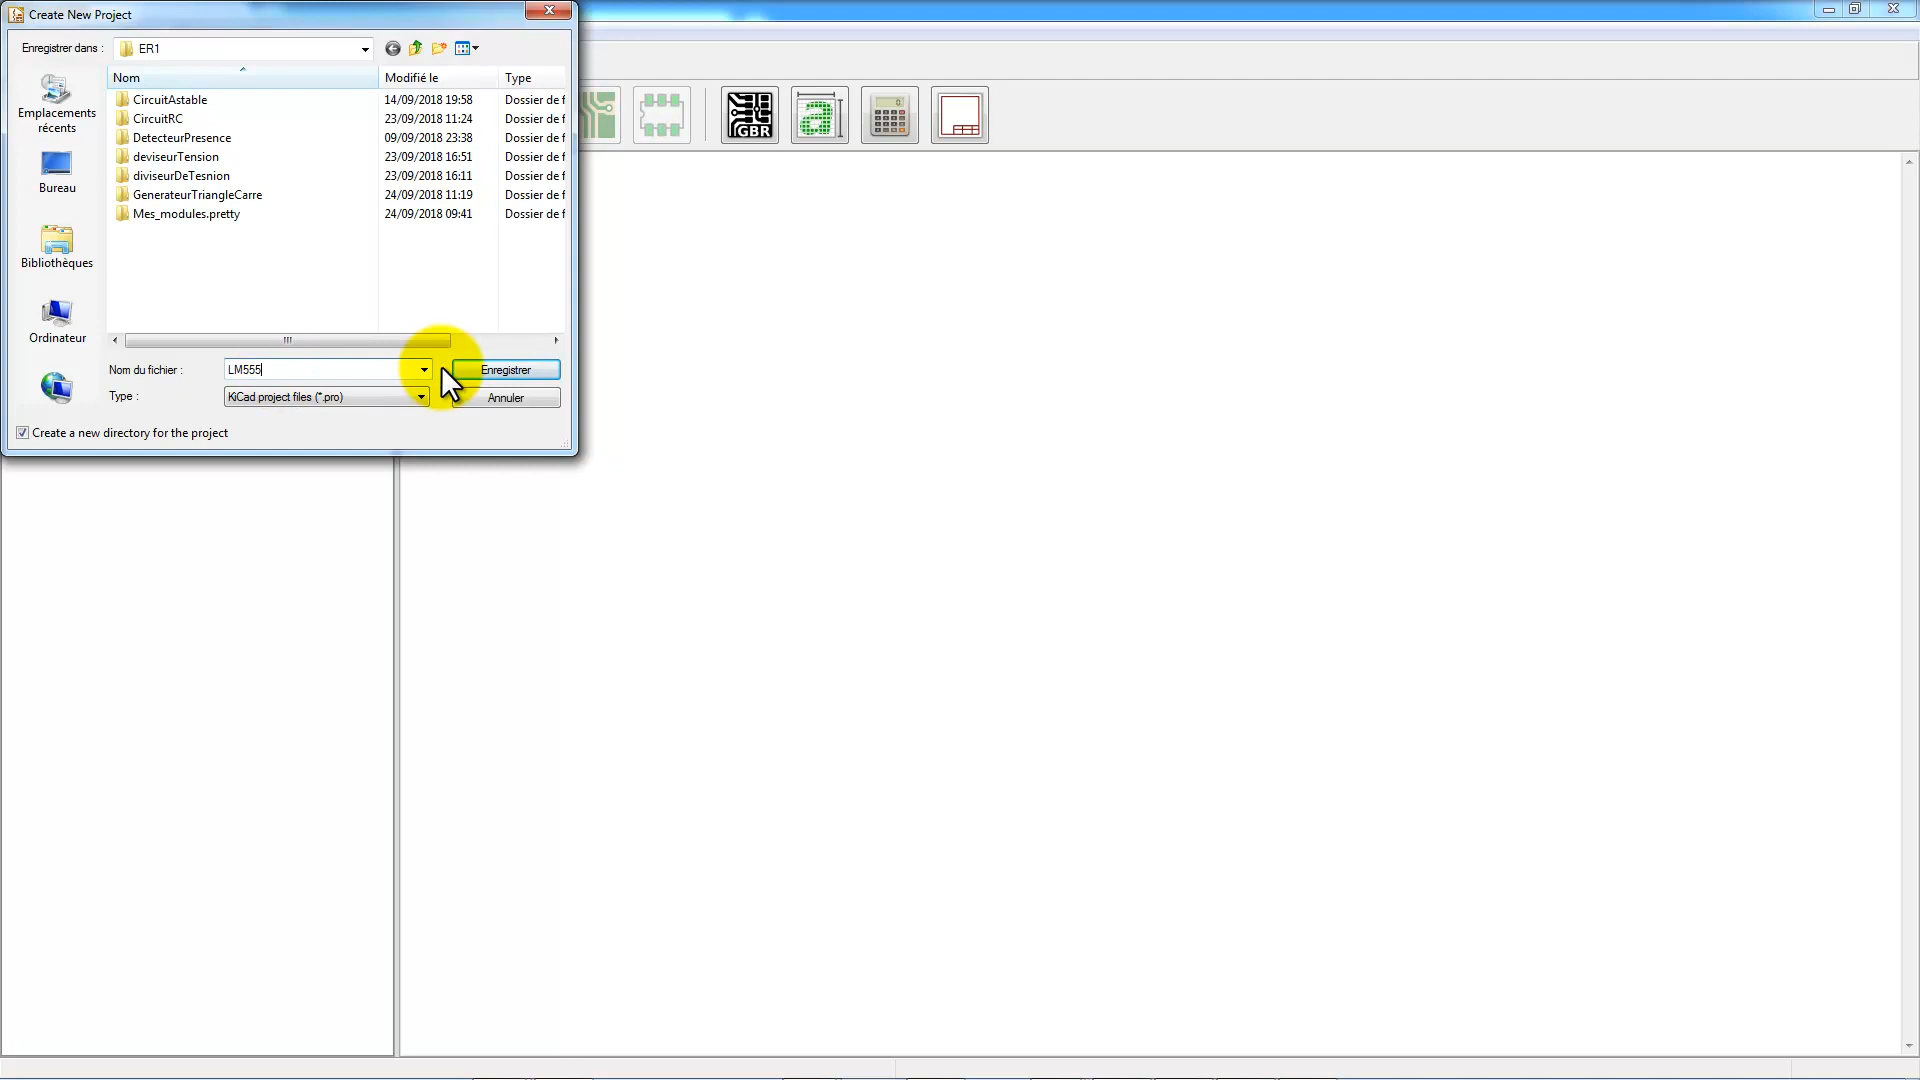 Create New Project
Enregistrer dans : ER1
Nom Modifié le Type
CircuitAstable 14/09/2018 19:58 Dossier de f
CircuitRC 23/09/2018 11:24 Dossier de f
DetecteurPresence 09/09/2018 23:38 Dossier de f
deviseurTension 23/09/2018 16:51 Dossier de f
diviseurDeTesnion 23/09/2018 16:11 Dossier de f
GenerateurTriangleCarre 24/09/2018 11:19 Dossier de f
Mes_modules.pretty 24/09/2018 09:41 Dossier de f
Emplacements
récents
Bureau
Bibliothèques
Ordinateur
Nom du fichier : LM555 Enregistrer
Type : KiCad project files (*.pro) Annuler
Create a new directory for the project
GBR
a